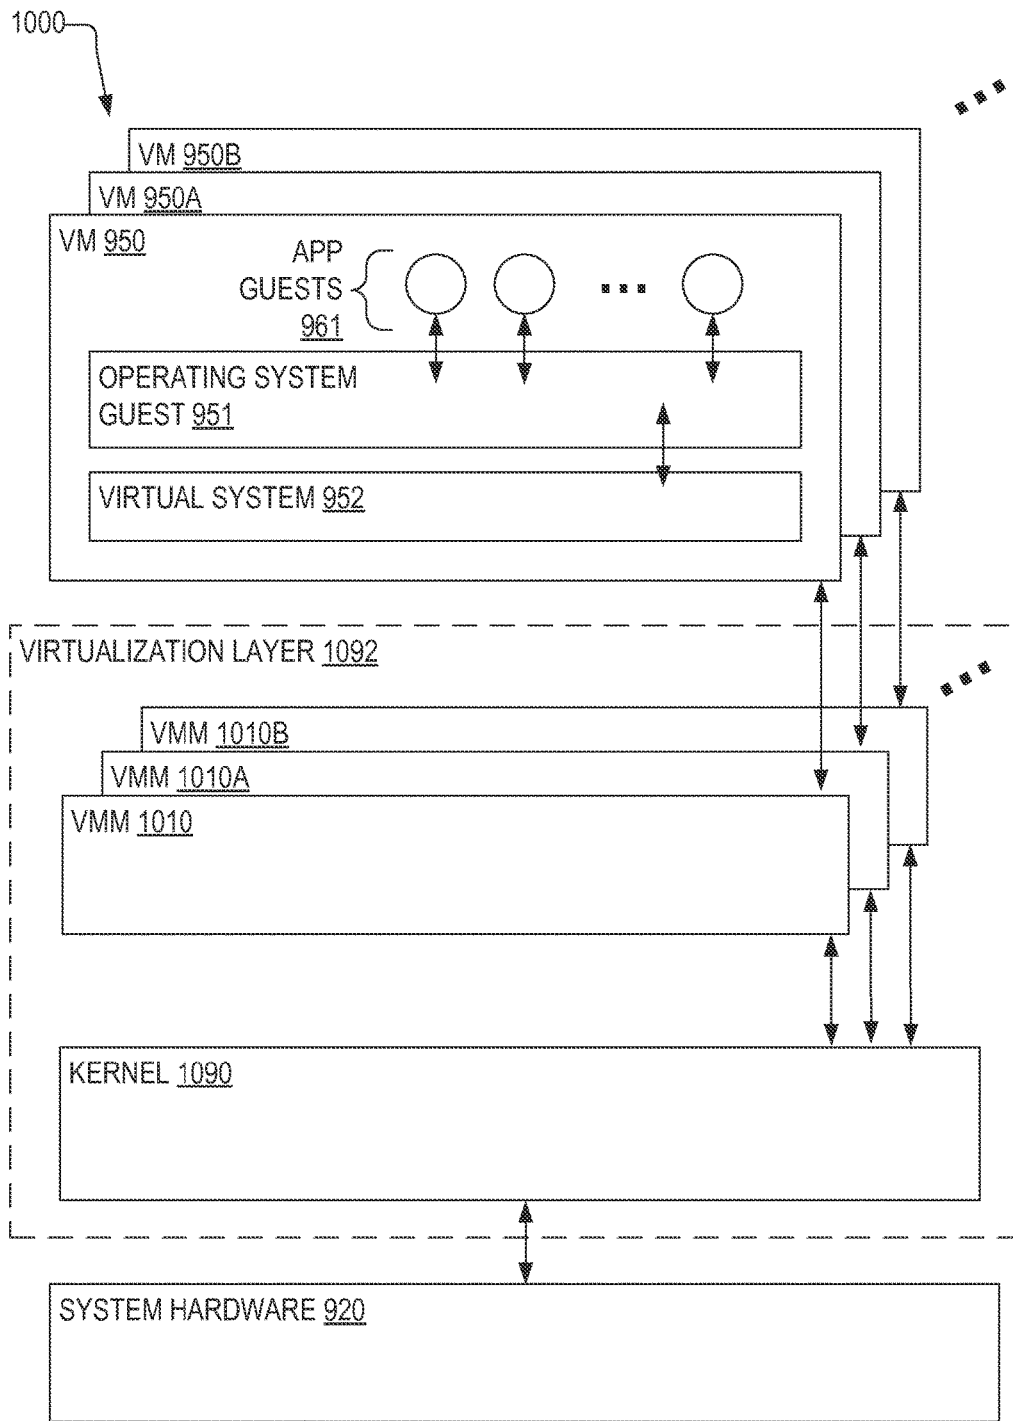 1000
VM 950B
VM 950A
VM 950
APP
GUESTS
961
OPERATING SYSTEM
GUEST 951
VIRTUAL SYSTEM 952
VIRTUALIZATION LAYER 1092
VMM 1010B
VMM 1010A
VMM 1010
KERNEL 1090
SYSTEM HARDWARE 920